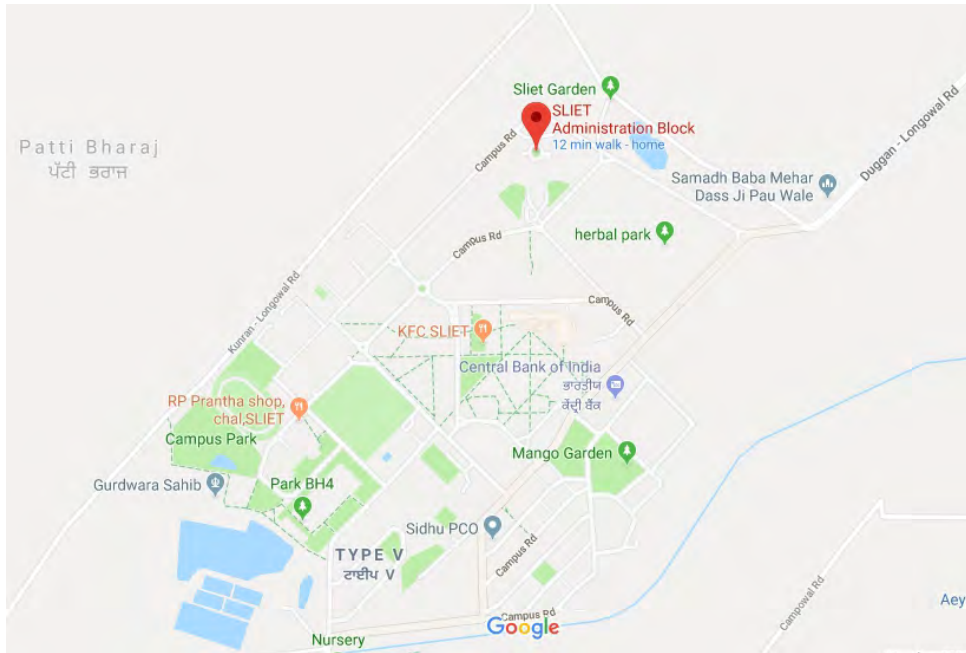 Sliet Garden
SLIET
Administration Block
12 min walk - home
Campus Rd
Duggan - Longowal Rd
Patti Bharaj
ਪੱਟੀ ਭਰਾਜ
Samadh Baba Mehar
Dass Ji Pau Wale
herbal park
Campus Rd
Kunran - Longowal Rd
Campus Rd
KFC SLIET
Central Bank of India
ਭਾਰਤੀਯ
ਕੇਂਦ੍ਰੀ ਬੈਂਕ
RP Prantha shop,
chal,SLIET
Campus Park
Mango Garden
Gurdwara Sahib
Park BH4
Sidhu PCO
TYPE V
ਟਾਈਪ V
Campus Rd
Campowal Rd
Aey
Campus Rd
Google
Nursery